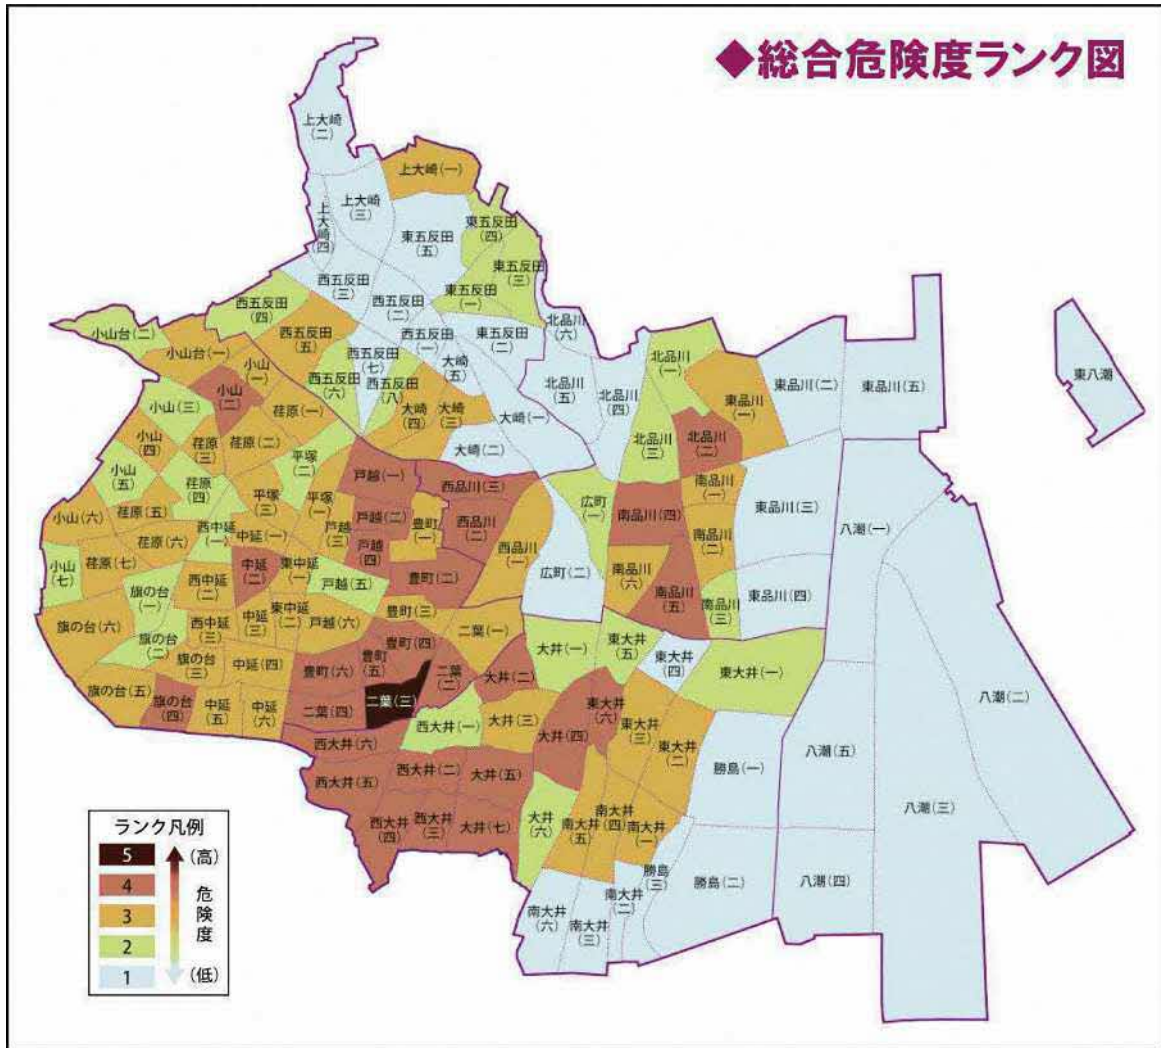 ◆総合危険度ランク図
上大崎
(二)
上大崎(一)
上大崎
(三)
上大崎
(四)
東五反田
(四)
東五反田
(五)
東五反田
(三)
東五反田
(一)
東五反田
(二)
西五反田
(三)
西五反田
(二)
西五反田
(四)
西五反田
(五)
西五反田
(一)
西五反田
(七)
西五反田
(六)
西五反田
(八)
小山台(二)
小山台(一)
小山
(一)
小山
(二)
小山(三)
小山
(四)
小山
(五)
小山(六)
小山
(七)
荏原(一)
荏原(二)
荏原
(三)
荏原
(四)
荏原(五)
荏原(六)
荏原(七)
平塚
(二)
平塚
(三)
平塚
(一)
大崎
(五)
大崎
(四)
大崎
(三)
大崎(一)
大崎(二)
北品川
(六)
北品川
(五)
北品川
(四)
北品川
(一)
北品川
(三)
北品川
(二)
東品川
(一)
東品川(二)
東品川(五)
東品川(三)
東品川(四)
東八潮
戸越(一)
戸越(二)
戸越
(三)
戸越
(四)
戸越(五)
戸越(六)
西品川(三)
西品川
(二)
西品川
(一)
豊町
(一)
豊町(二)
豊町(三)
豊町(四)
豊町
(五)
豊町(六)
広町
(一)
広町(二)
南品川(四)
南品川
(一)
南品川
(二)
南品川
(六)
南品川
(五)
南品川
(三)
西中延
(一)
西中延
(二)
西中延
(三)
中延(一)
中延
(二)
中延
(三)
中延(四)
中延
(五)
中延
(六)
東中延
(一)
東中延
(二)
旗の台
(一)
旗の台
(二)
旗の台
(三)
旗の台(六)
旗の台(五)
旗の台
(四)
二葉(一)
二葉
(二)
二葉(三)
二葉(四)
大井(一)
大井(二)
大井(三)
大井(四)
大井(五)
大井
(六)
大井(七)
東大井
(五)
東大井
(四)
東大井(一)
東大井
(六)
東大井
(三)
東大井
(二)
西大井(一)
西大井(六)
西大井(五)
西大井(二)
西大井
(四)
西大井
(三)
南大井
(五)
南大井
(四)
南大井
(一)
南大井
(二)
南大井
(六)
南大井
(三)
勝島(一)
勝島
(三)
勝島(二)
八潮(一)
八潮(二)
八潮(五)
八潮(三)
八潮(四)
ランク凡例
5
4
3
2
1
(高)
危険度
(低)